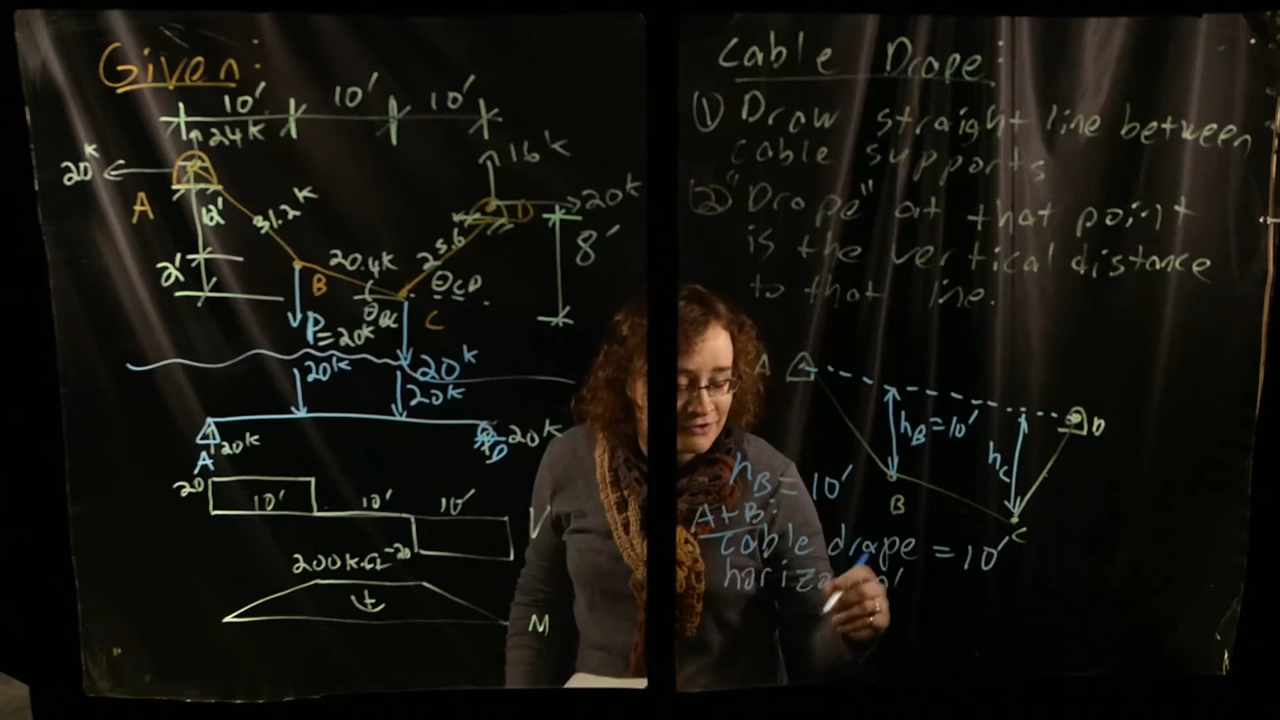 Given:
10' 10' 10'
24k
16k
20k
20k
A
D
12'
31.2k
8'
25.6
20.4k
2'
B
θCD
θBC
C
P=20k
20k
20k
20k
20k
20k
A
D
20
10' 10' 10'
V
-20
200k-ft
+
M
Cable Drape:
① Draw straight line between
cable supports
② "Drape" at that point
is the vertical distance
to that line.
A
D
hB = 10'
hC
B
C
hB = 10'
At B:
cable drape = 10'